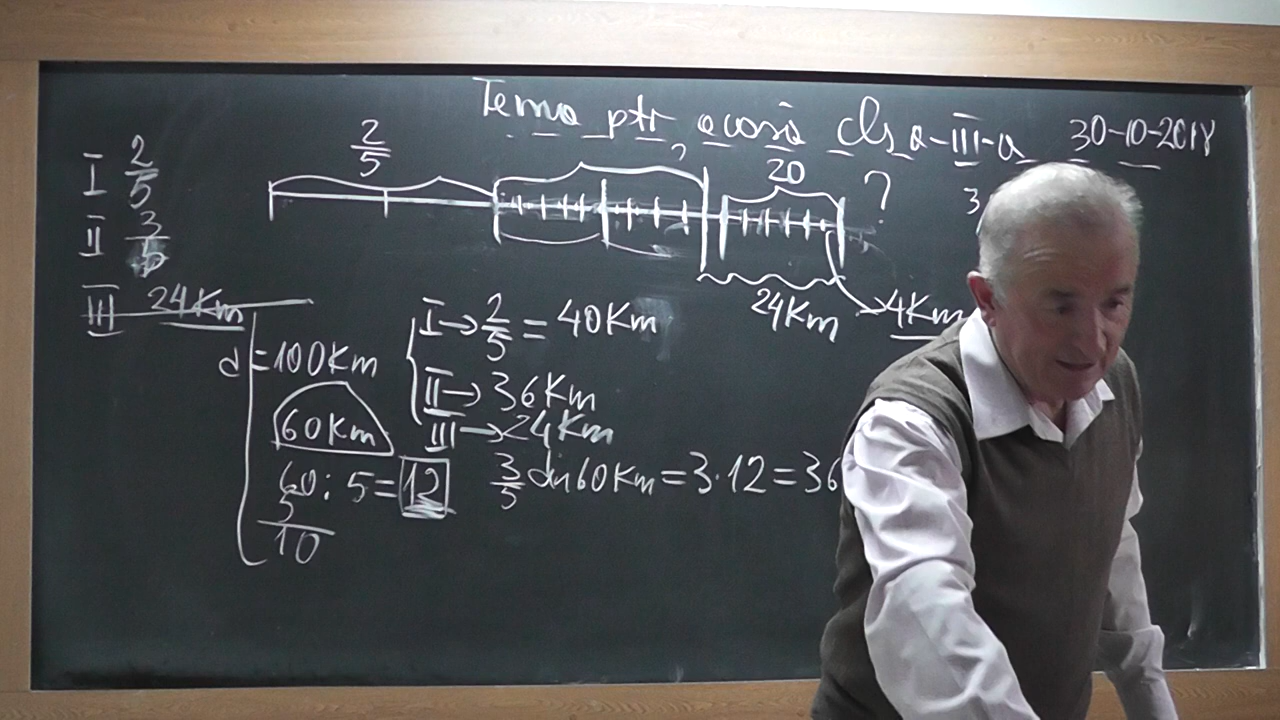 Tema ptr acasă cls a-III-a 30-10-2018
2/5 ? 20 ?
I 2/5
II 3/5
III 24Km
24Km →4Km
I→ 2/5 = 40Km
d=100Km
II→ 36Km
60Km
III→24Km
60:5=12
3/5 din 60Km=3·12=36
5
10